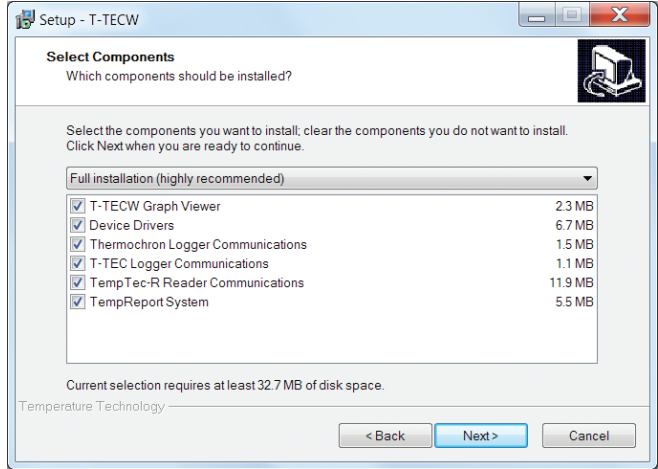 Setup - T-TECW
Select Components
Which components should be installed?
Select the components you want to install; clear the components you do not want to install.
Click Next when you are ready to continue.
Full installation (highly recommended)
T-TECW Graph Viewer 2.3 MB
Device Drivers 6.7 MB
Thermochron Logger Communications 1.5 MB
T-TEC Logger Communications 1.1 MB
TempTec-R Reader Communications 11.9 MB
TempReport System 5.5 MB
Current selection requires at least 32.7 MB of disk space.
Temperature Technology
< Back Next > Cancel